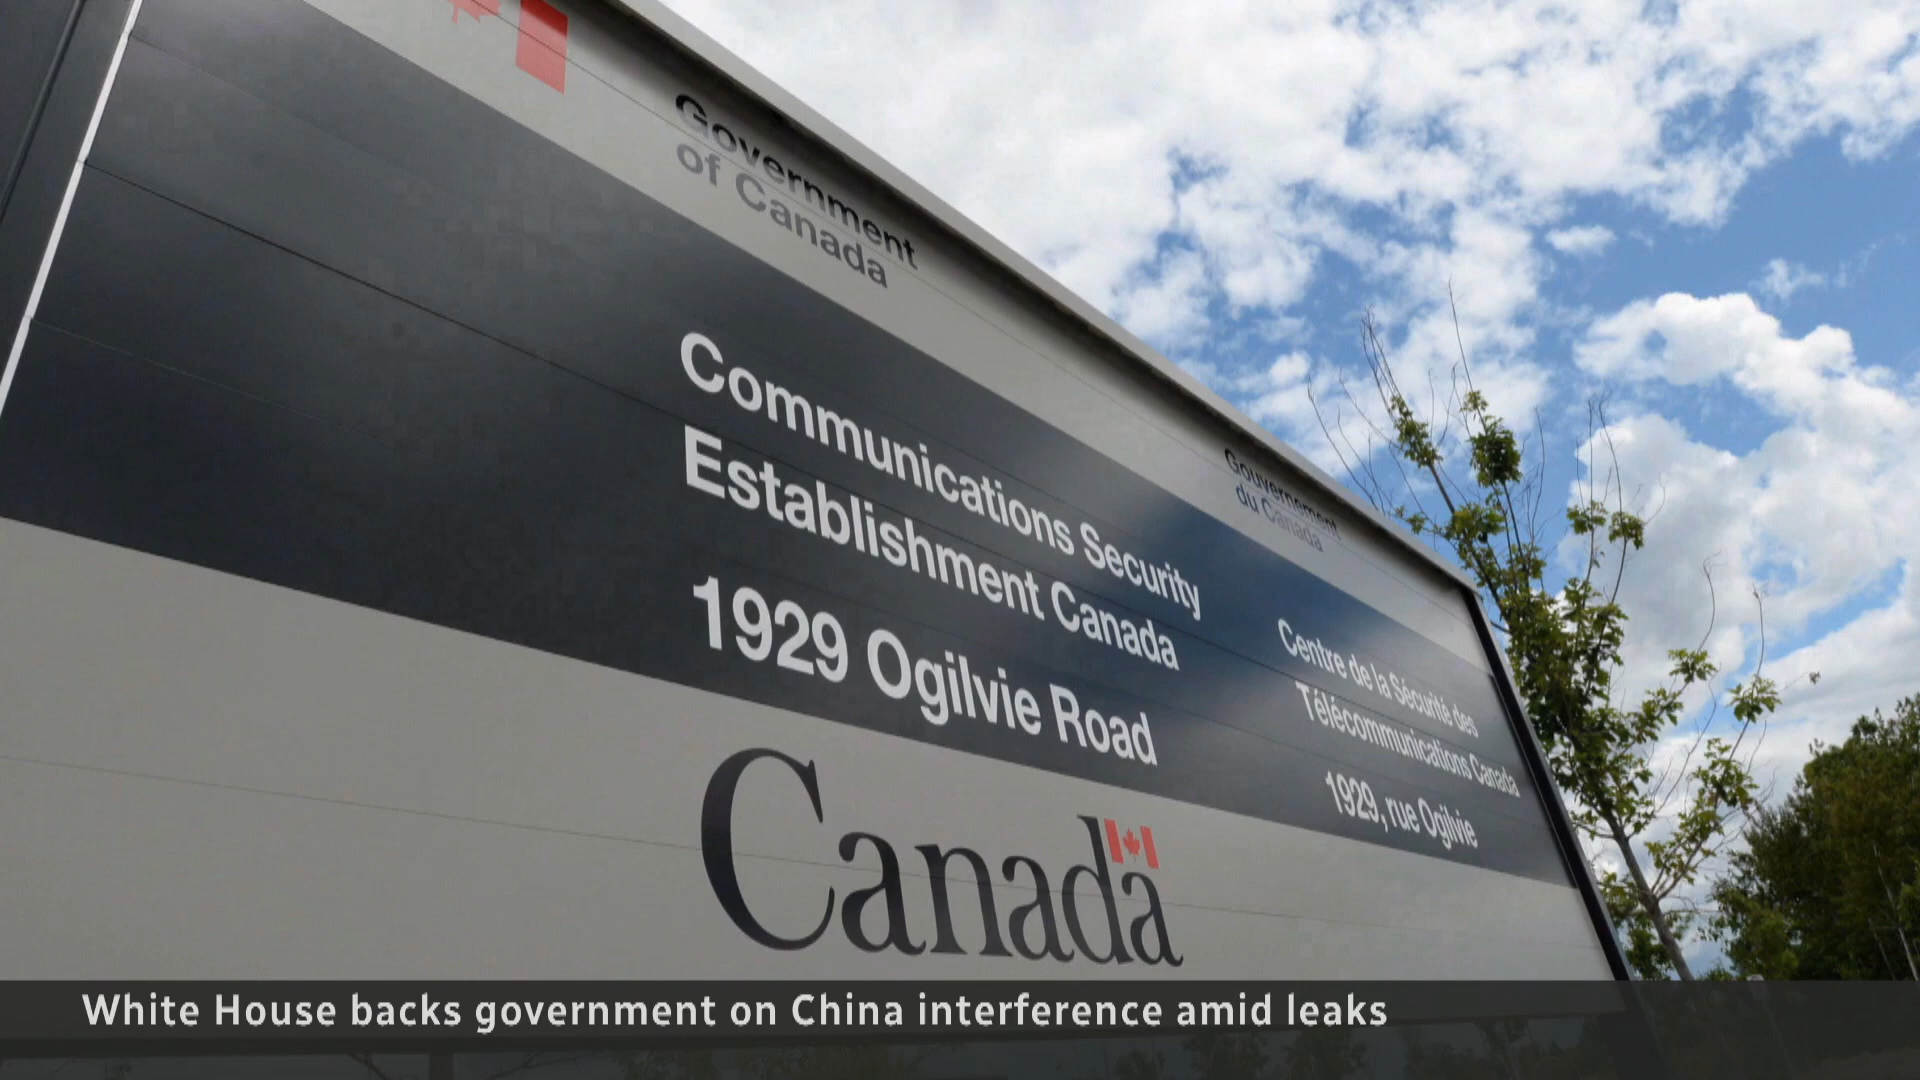 Government
of Canada
Gouvernement
du Canada
Communications Security
Establishment Canada
1929 Ogilvie Road
Centre de la Sécurité des
Télécommunications Canada
1929, rue Ogilvie
Canada
White House backs government on China interference amid leaks